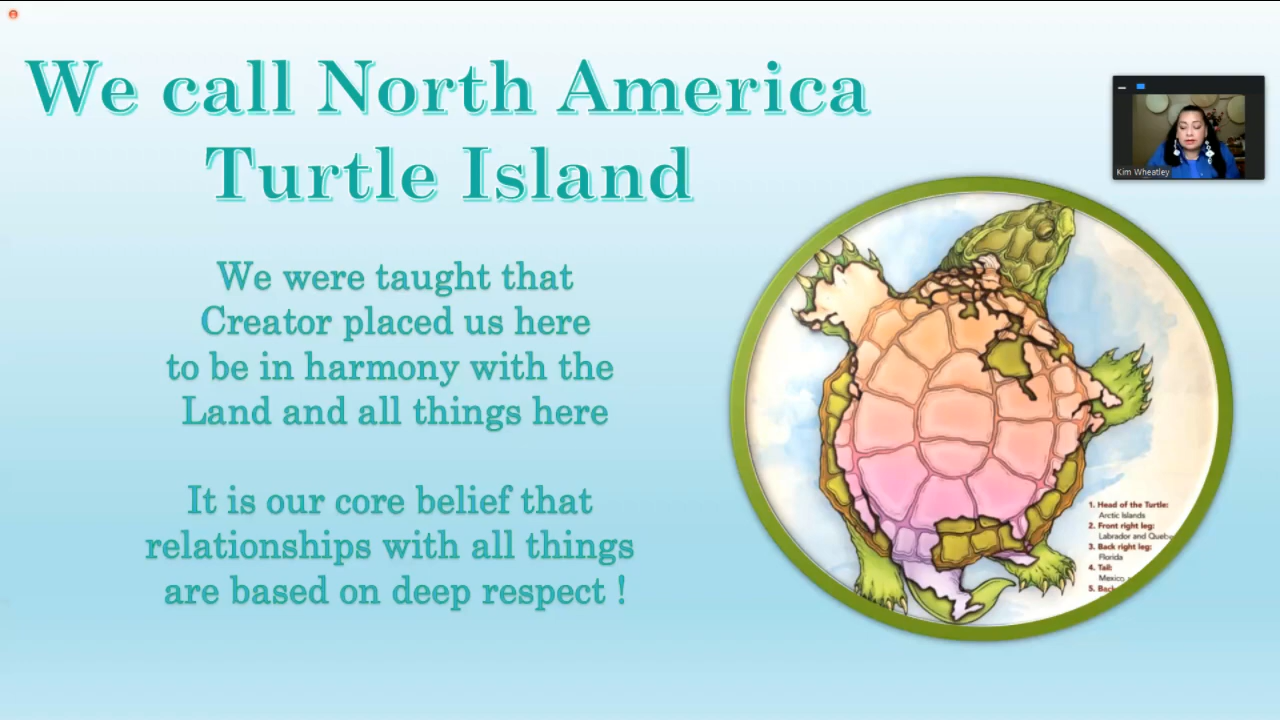 We call North America
Turtle Island
Kim Wheatley
We were taught that
Creator placed us here
to be in harmony with the
Land and all things here
It is our core belief that
relationships with all things
are based on deep respect !
1. Head of the Turtle:
Arctic Islands
2. Front right leg:
Labrador and
3. Back right leg:
Florida
4. Tail:
Mexico
5.